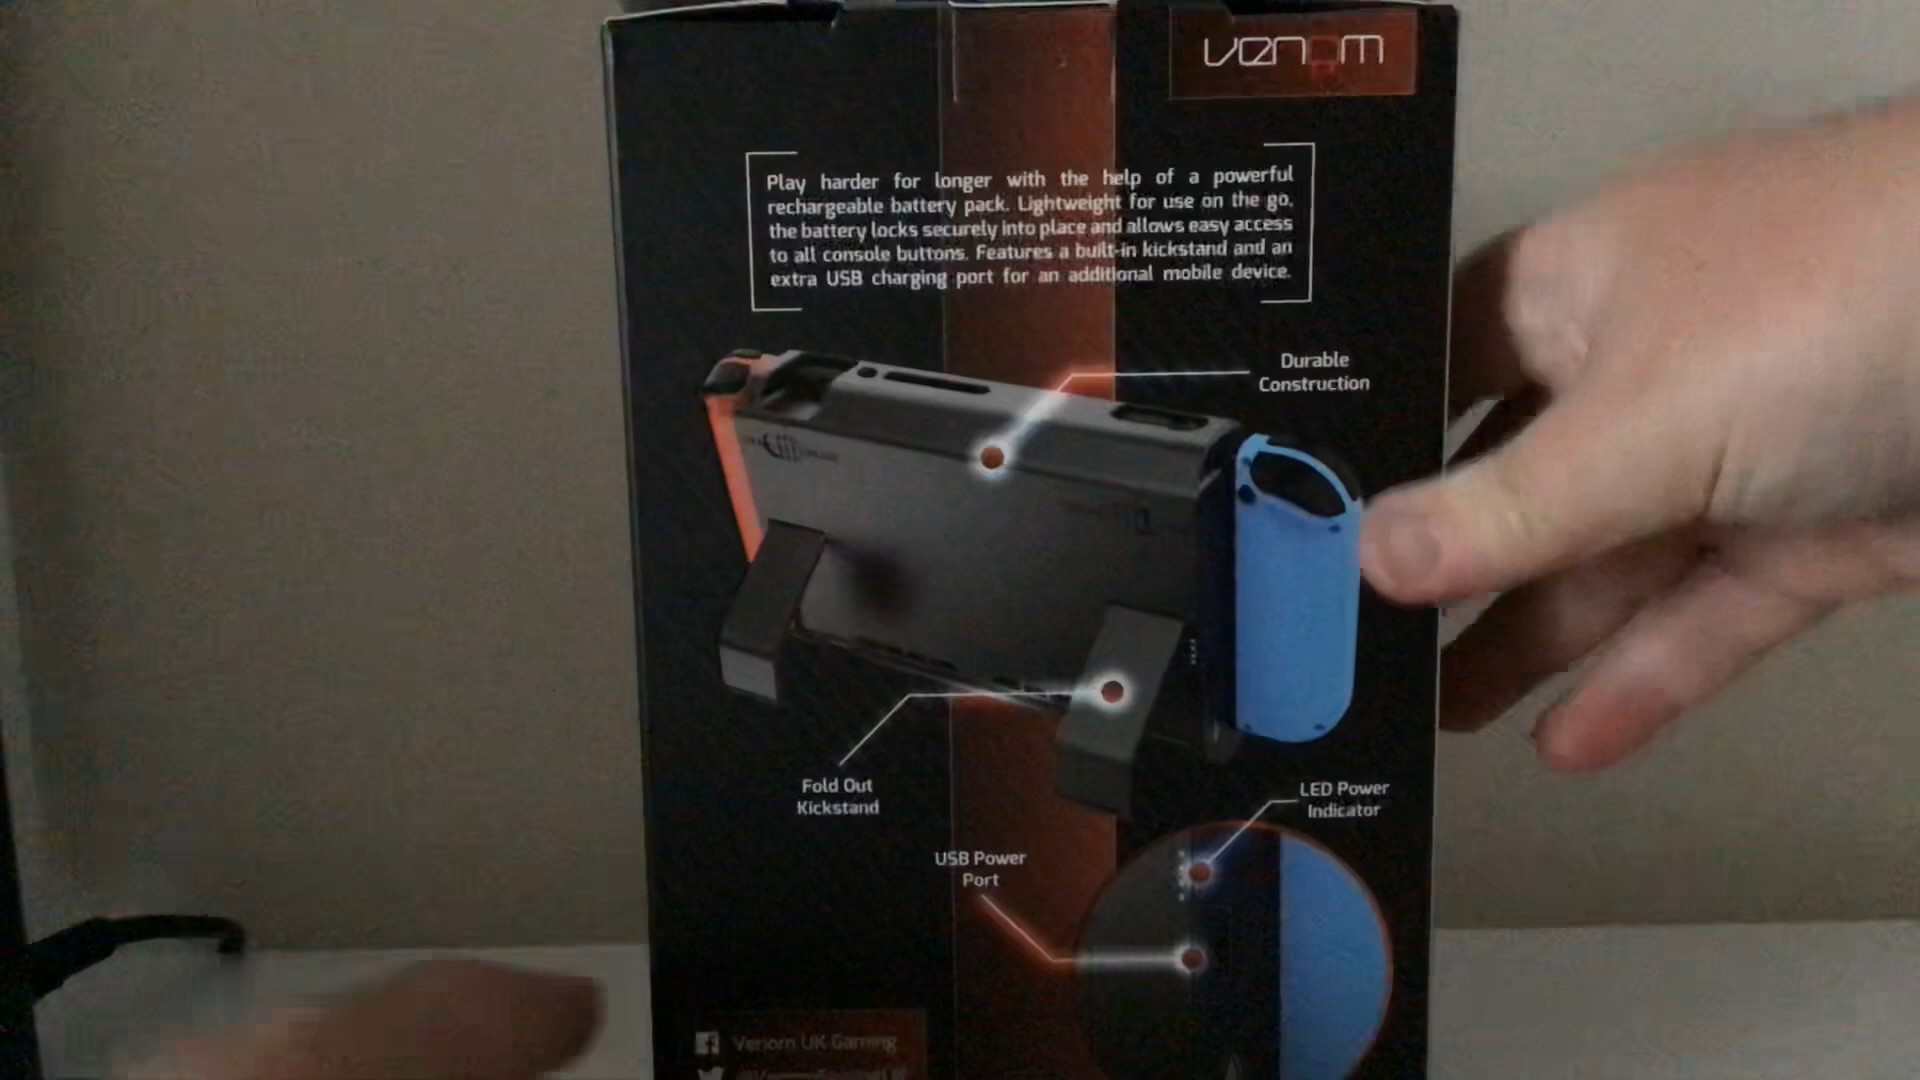 venom
Play harder for longer with the help of a powerful
rechargeable battery pack. Lightweight for use on the go,
the battery locks securely into place and allows easy access
to all console buttons. Features a built-in kickstand and an
extra USB charging port for an additional mobile device.
Durable
Construction
Fold Out
Kickstand
LED Power
Indicator
USB Power
Port
Venom UK Gaming